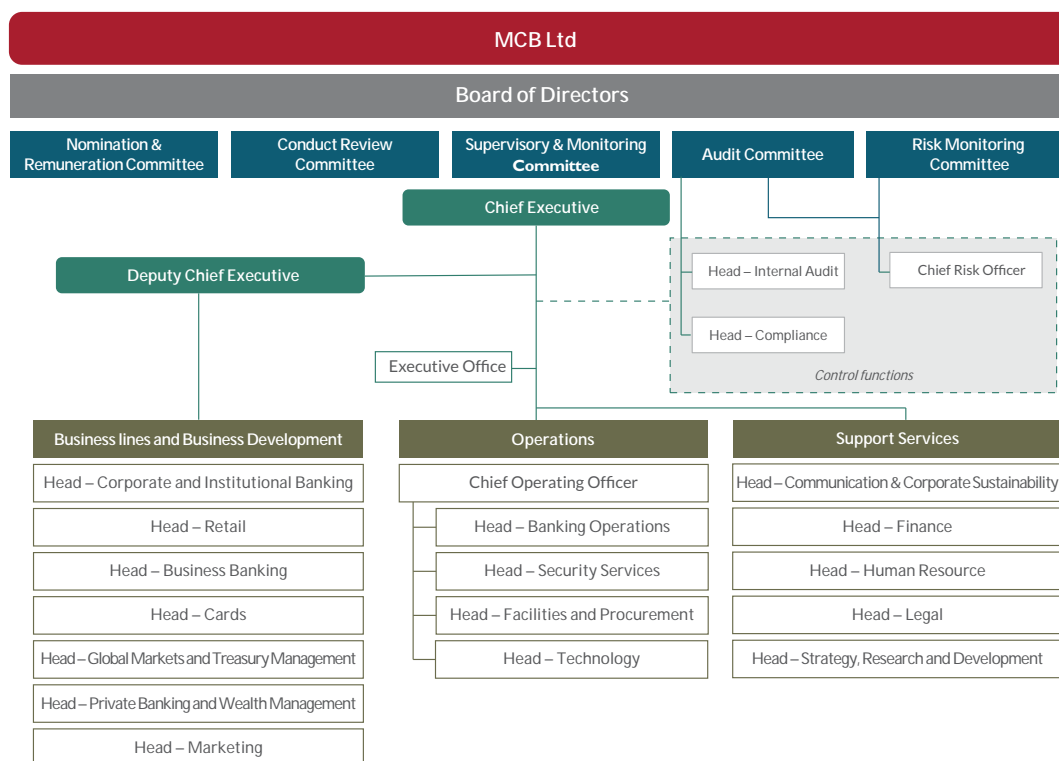 MCB Ltd
Board of Directors
Nomination &
Remuneration Committee
Conduct Review
Committee
Supervisory & Monitoring
Committee
Audit Committee
Risk Monitoring
Committee
Chief Executive
Deputy Chief Executive
Head – Internal Audit
Chief Risk Officer
Head – Compliance
Executive Office
Control functions
Business lines and Business Development
Head – Corporate and Institutional Banking
Head – Retail
Head – Business Banking
Head – Cards
Head – Global Markets and Treasury Management
Head – Private Banking and Wealth Management
Head – Marketing
Operations
Chief Operating Officer
Head – Banking Operations
Head – Security Services
Head – Facilities and Procurement
Head – Technology
Support Services
Head – Communication & Corporate Sustainability
Head – Finance
Head – Human Resource
Head – Legal
Head – Strategy, Research and Development